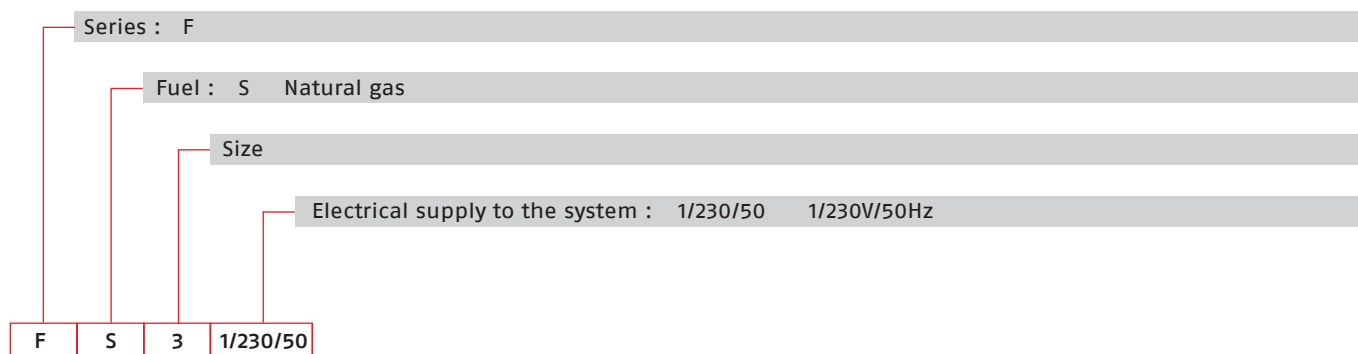 Series : F
Fuel : S Natural gas
Size
Electrical supply to the system : 1/230/50 1/230V/50Hz
F S 3 1/230/50